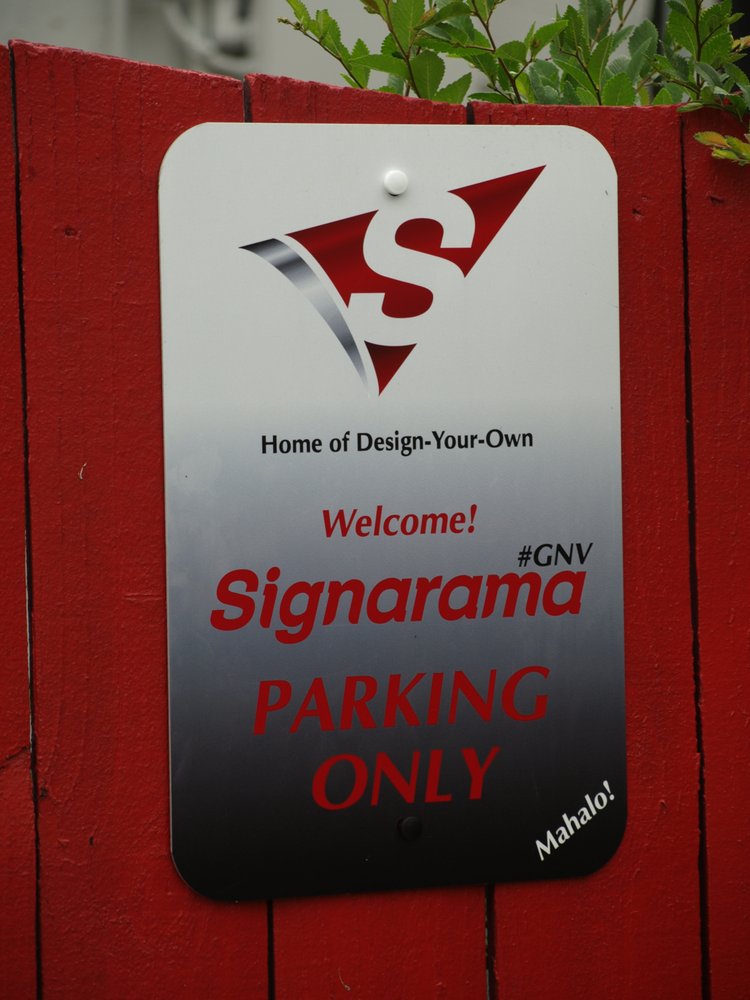 S
Home of Design-Your-Own
Welcome!
#GNV
Signarama
PARKING
ONLY
Mahalo!